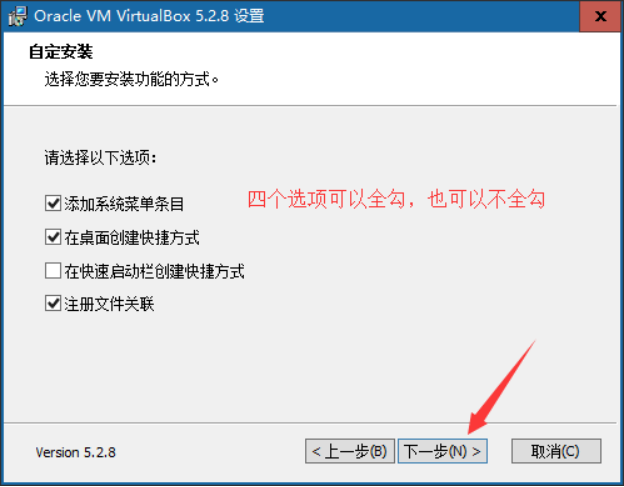 Oracle VM VirtualBox 5.2.8 设置
自定安装
选择您要安装功能的方式。
请选择以下选项：
添加系统菜单条目
四个选项可以全勾，也可以不全勾
在桌面创建快捷方式
在快速启动栏创建快捷方式
注册文件关联
Version 5.2.8
< 上一步(B)
下一步(N) >
取消(C)